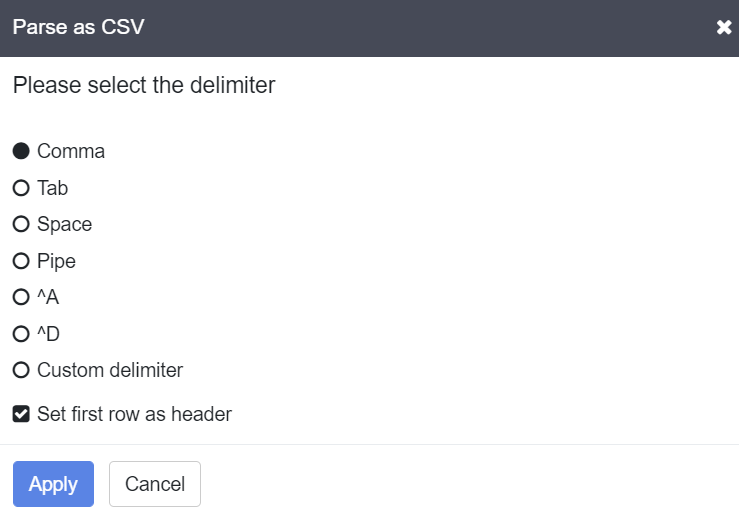 Parse as CSV
Please select the delimiter
Comma
Tab
Space
Pipe
^A
^D
Custom delimiter
Set first row as header
Apply Cancel